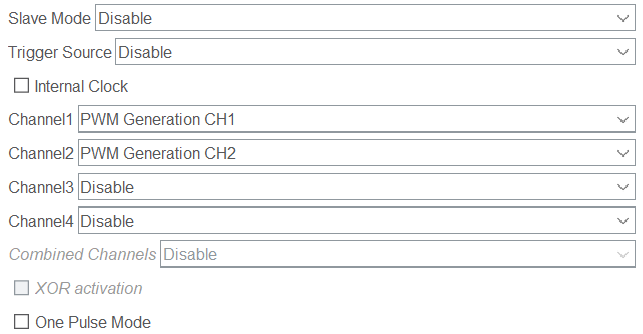 Slave Mode Disable
Trigger Source Disable
Internal Clock
Channel1 PWM Generation CH1
Channel2 PWM Generation CH2
Channel3 Disable
Channel4 Disable
Combined Channels Disable
XOR activation
One Pulse Mode